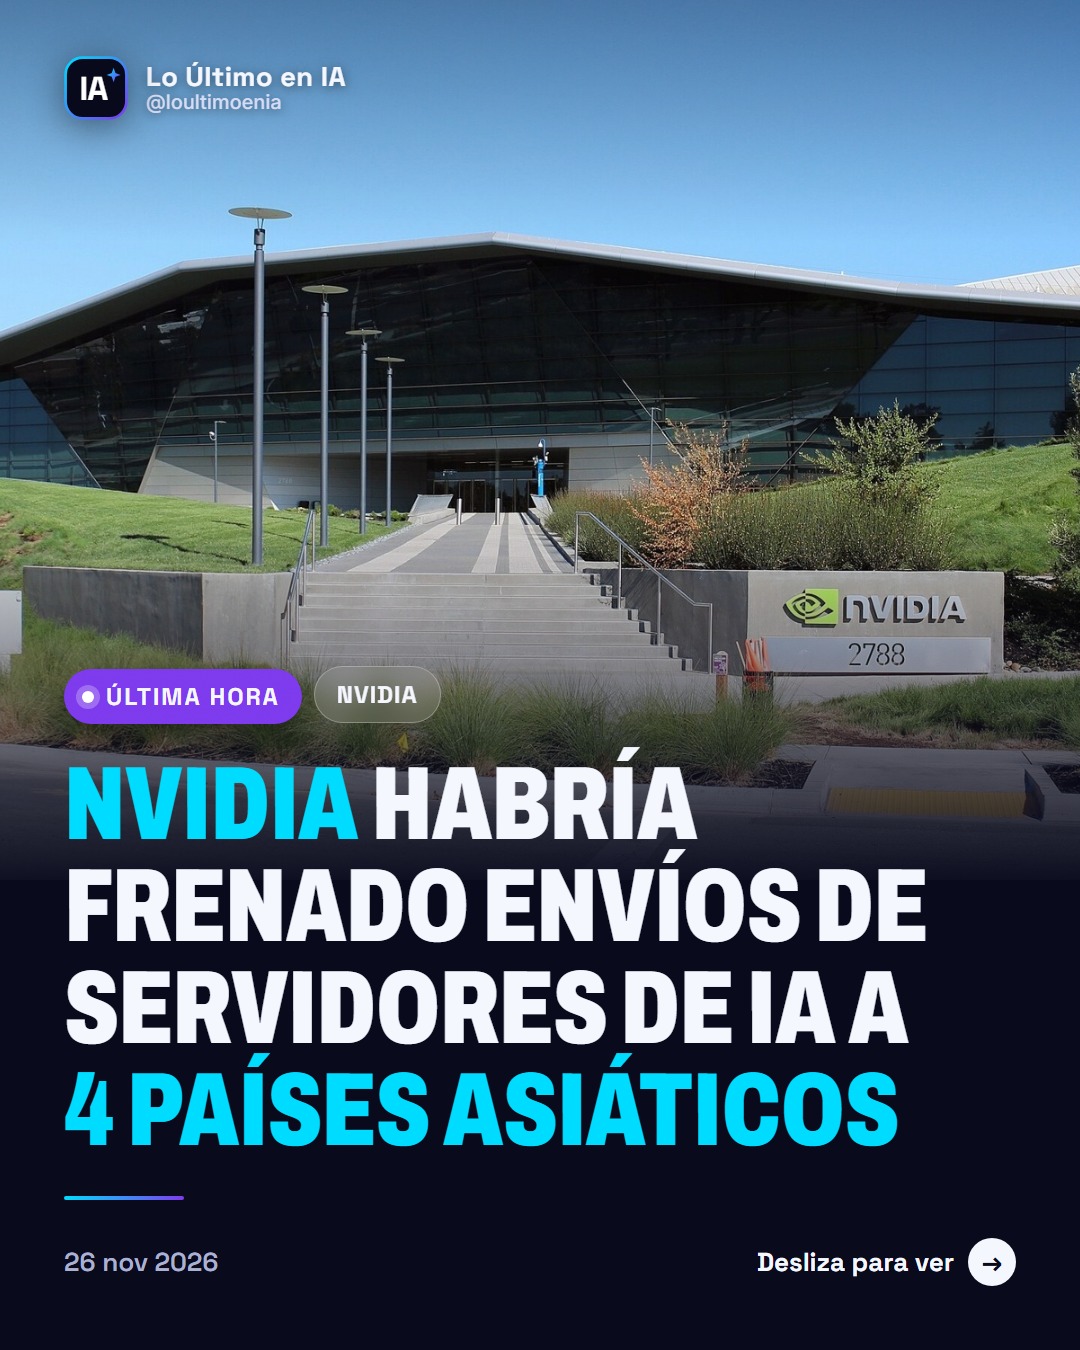 IA
Lo Último en IA
@loultimoenia
NVIDIA
2788
ÚLTIMA HORA
NVIDIA
NVIDIA HABRÍA
FRENADO ENVÍOS DE
SERVIDORES DE IA A
4 PAÍSES ASIÁTICOS
26 nov 2026
Desliza para ver